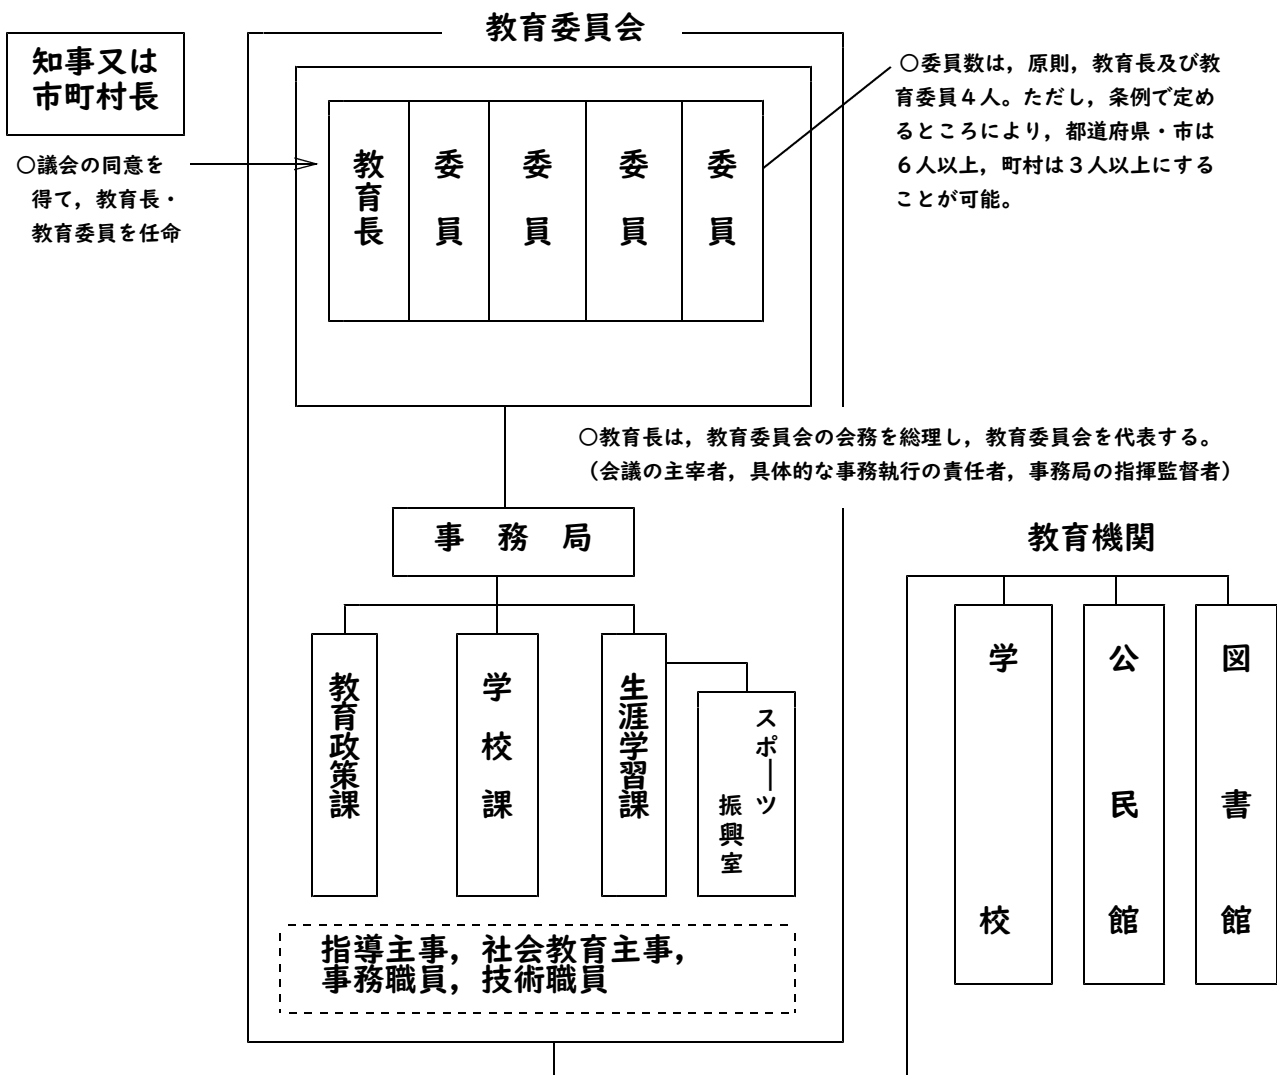 教育委員会
知事又は
市町村長
○議会の同意を
得て，教育長・
教育委員を任命
教育長
委員
委員
委員
委員
○委員数は，原則，教育長及び教
育委員４人。ただし，条例で定め
るところにより，都道府県・市は
６人以上，町村は３人以上にする
ことが可能。
○教育長は，教育委員会の会務を総理し，教育委員会を代表する。
（会議の主宰者，具体的な事務執行の責任者，事務局の指揮監督者）
事務局
教育政策課
学校課
生涯学習課
スポーツ
振興室
指導主事，社会教育主事，
事務職員，技術職員
教育機関
学校
公民館
図書館